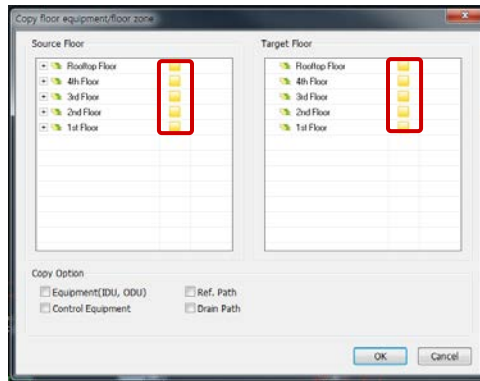 Copy floor equipment/floor zone
Source Floor
Rooftop Floor
4th Floor
3rd Floor
2nd Floor
1st Floor
Target Floor
Rooftop Floor
4th Floor
3rd Floor
2nd Floor
1st Floor
Copy Option
Equipment(IDU, ODU)
Ref. Path
Control Equipment
Drain Path
OK
Cancel